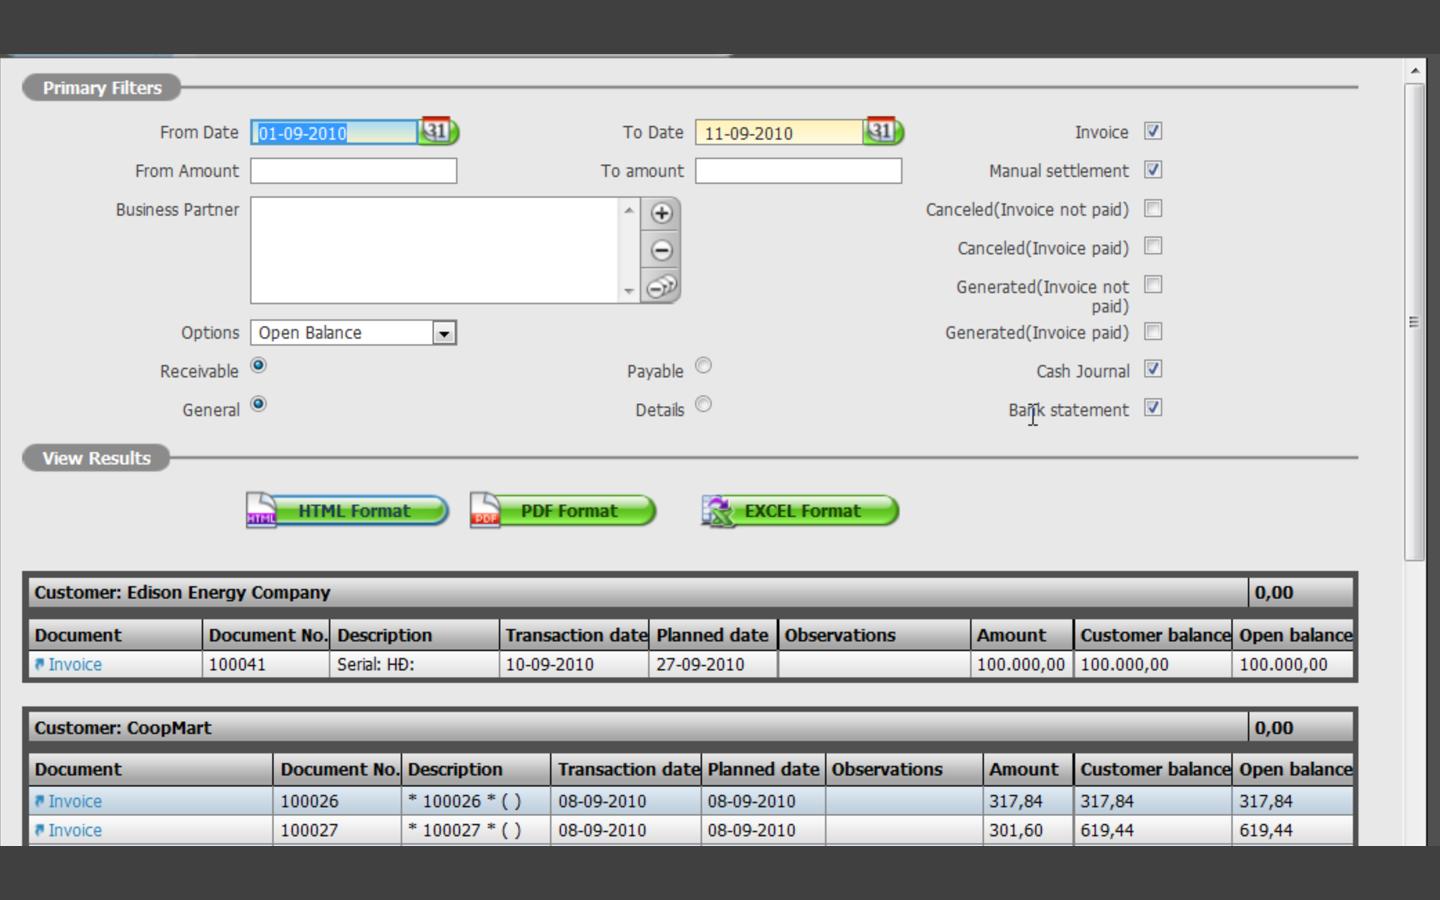 Primary Filters
From Date 01-09-2010 31 To Date 11-09-2010 31 Invoice
From Amount To amount Manual settlement
Business Partner Canceled(Invoice not paid)
Canceled(Invoice paid)
Generated(Invoice not
paid)
Options Open Balance Generated(Invoice paid)
Receivable Payable Cash Journal
General Details Bank statement
View Results
HTML HTML Format PDF PDF Format EXCEL Format
Customer: Edison Energy Company 0,00
Document Document No. Description Transaction date Planned date Observations Amount Customer balance Open balance
Invoice 100041 Serial: HĐ: 10-09-2010 27-09-2010 100.000,00 100.000,00 100.000,00
Customer: CoopMart 0,00
Document Document No. Description Transaction date Planned date Observations Amount Customer balance Open balance
Invoice 100026 * 100026 * ( ) 08-09-2010 08-09-2010 317,84 317,84 317,84
Invoice 100027 * 100027 * ( ) 08-09-2010 08-09-2010 301,60 619,44 619,44